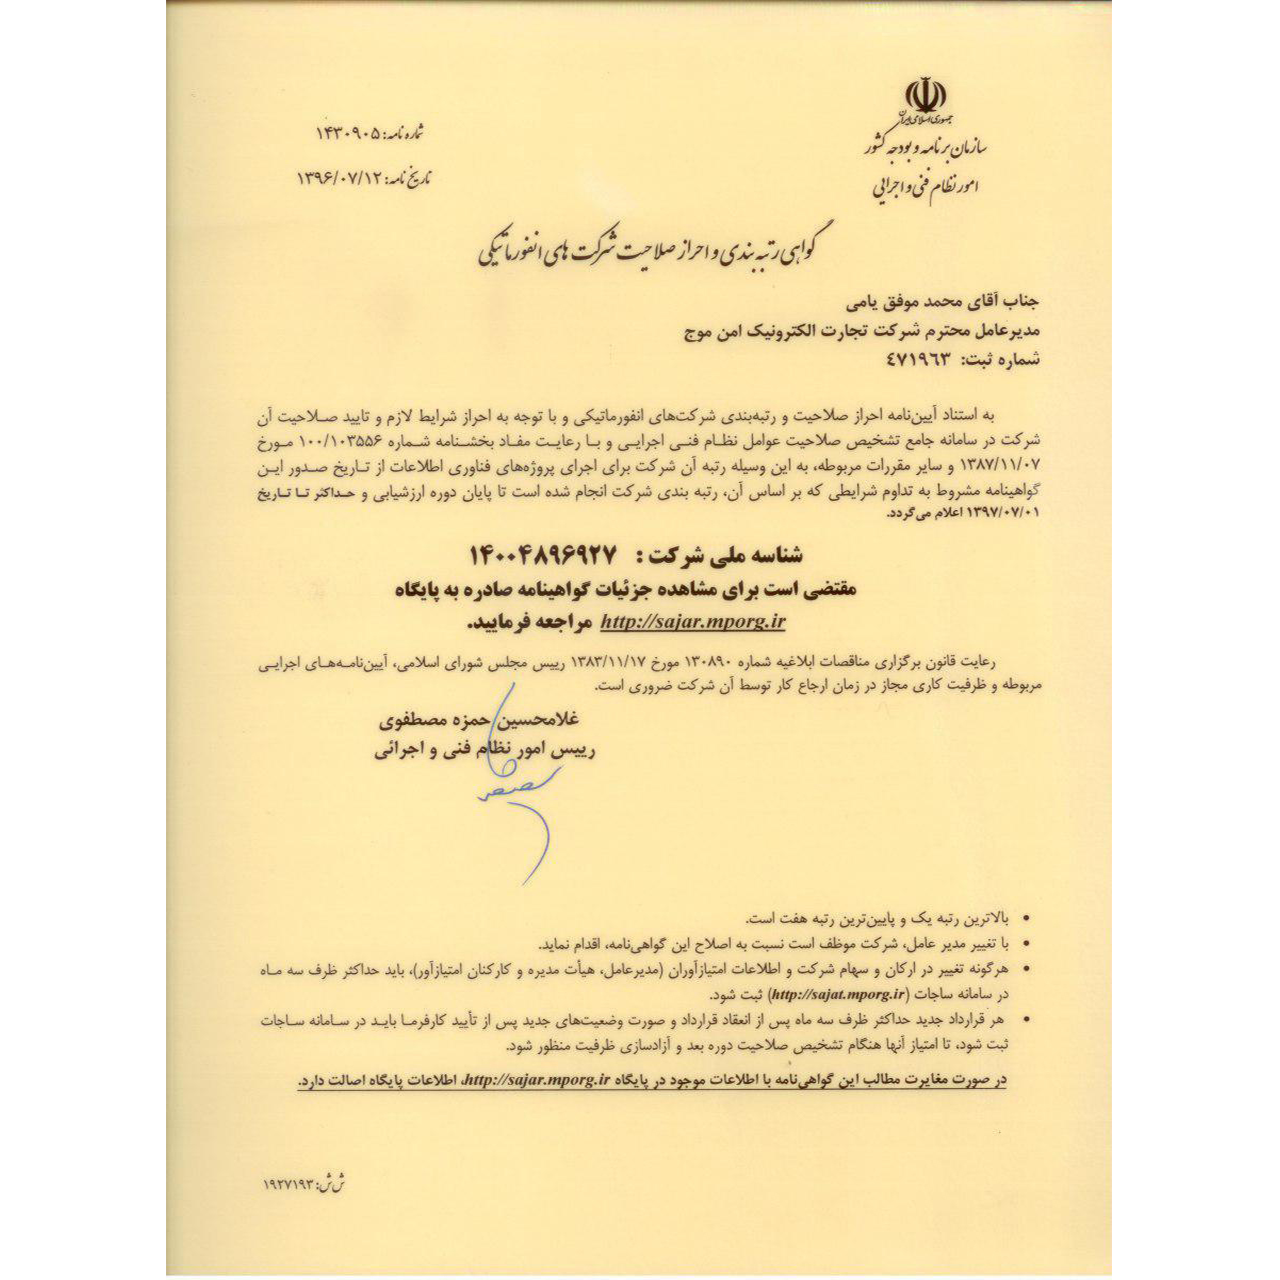 جمهوری اسلامی ایران
سازمان برنامه و بودجه کشور
امور نظام فنی و اجرایی
شماره نامه: ۱۴۳۰۹۰۵
تاریخ نامه: ۱۳۹۶/۰۷/۱۲
گواهی رتبه بندی و احراز صلاحیت شرکت های انفورماتیکی
جناب آقای محمد موفق یامی
مدیرعامل محترم شرکت تجارت الکترونیک امن موج
شماره ثبت: ٤٧١٩٦٣
به استناد آیین‌نامه احراز صلاحیت و رتبه‌بندی شرکت‌های انفورماتیکی و با توجه به احراز شرایط لازم و تایید صلاحیت آن
شرکت در سامانه جامع تشخیص صلاحیت عوامل نظام فنی اجرایی و با رعایت مفاد بخشنامه شماره ۱۰۰/۱۰۳۵۵۶ مورخ
۱۳۸۷/۱۱/۰۷ و سایر مقررات مربوطه، به این وسیله رتبه آن شرکت برای اجرای پروژه‌های فناوری اطلاعات از تاریخ صدور این
گواهینامه مشروط به تداوم شرایطی که بر اساس آن، رتبه بندی شرکت انجام شده است تا پایان دوره ارزشیابی و حداکثر تا تاریخ
۱۳۹۷/۰۷/۰۱ اعلام می‌گردد.
شناسه ملی شرکت : ۱۴۰۰۴۸۹۶۹۲۷
مقتضی است برای مشاهده جزئیات گواهینامه صادره به پایگاه
http://sajar.mporg.ir مراجعه فرمایید.
رعایت قانون برگزاری مناقصات ابلاغیه شماره ۱۳۰۸۹۰ مورخ ۱۳۸۳/۱۱/۱۷ رییس مجلس شورای اسلامی، آیین‌نامه‌های اجرایی
مربوطه و ظرفیت کاری مجاز در زمان ارجاع کار توسط آن شرکت ضروری است.
غلامحسین حمزه مصطفوی
رییس امور نظام فنی و اجرائی
• بالاترین رتبه یک و پایین‌ترین رتبه هفت است.
• با تغییر مدیر عامل، شرکت موظف است نسبت به اصلاح این گواهی‌نامه، اقدام نماید.
• هرگونه تغییر در ارکان و سهام شرکت و اطلاعات امتیازآوران (مدیرعامل، هیأت مدیره و کارکنان امتیازآور)، باید حداکثر ظرف سه ماه
در سامانه ساجات (http://sajat.mporg.ir) ثبت شود.
• هر قرارداد جدید حداکثر ظرف سه ماه پس از انعقاد قرارداد و صورت وضعیت‌های جدید پس از تأیید کارفرما باید در سامانه ساجات
ثبت شود، تا امتیاز آنها هنگام تشخیص صلاحیت دوره بعد و آزادسازی ظرفیت منظور شود.
در صورت مغایرت مطالب این گواهی‌نامه با اطلاعات موجود در پایگاه http://sajar.mporg.ir، اطلاعات پایگاه اصالت دارد.
ش ش: ۱۹۲۷۱۹۳